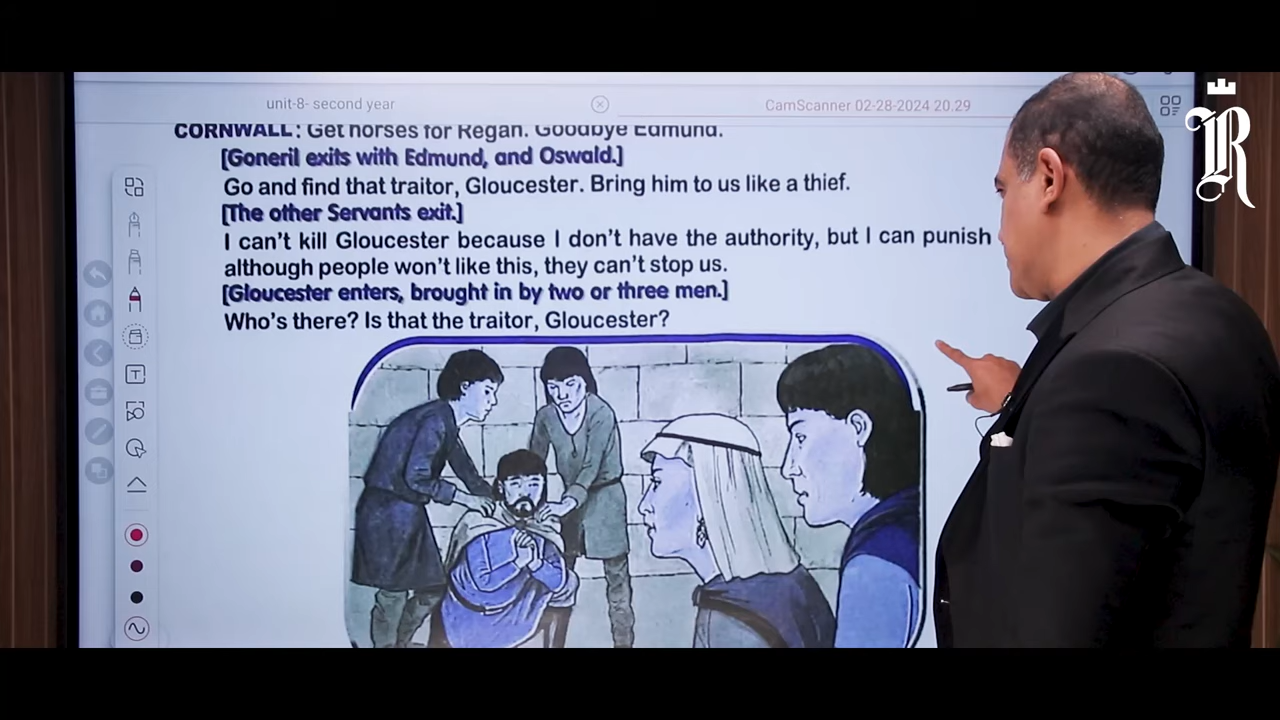 unit-8- second year
CamScanner 02-28-2024 20.29
CORNWALL: Get horses for Regan. Goodbye Edmund.
[Goneril exits with Edmund, and Oswald.]
Go and find that traitor, Gloucester. Bring him to us like a thief.
[The other Servants exit.]
I can't kill Gloucester because I don't have the authority, but I can punish
although people won't like this, they can't stop us.
[Gloucester enters, brought in by two or three men.]
Who's there? Is that the traitor, Gloucester?
R